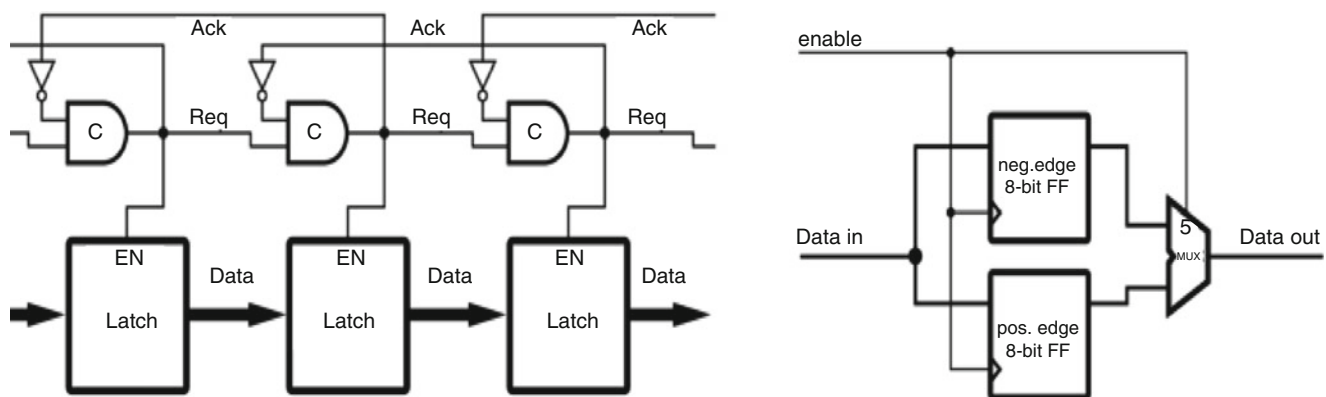 Ack
Ack
Ack
C
Req
C
Req
C
Req
EN
Data
EN
Data
EN
Data
Latch
Latch
Latch
enable
neg.edge
8-bit FF
Data in
5
MUX
Data out
pos. edge
8-bit FF